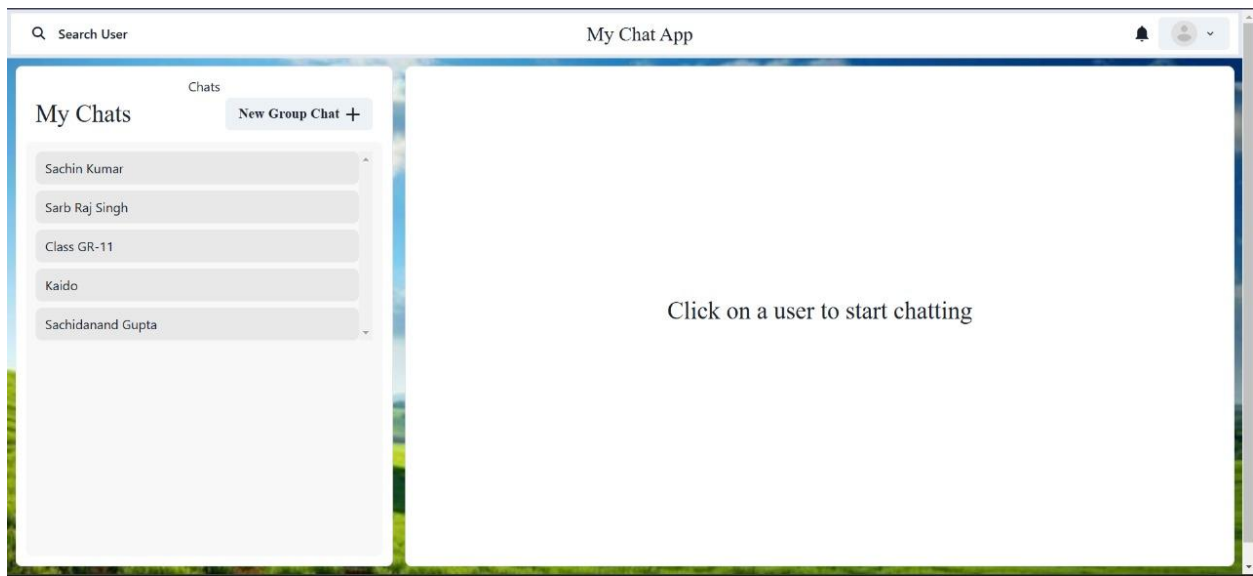 Search User
My Chat App
Chats
My Chats
New Group Chat +
Sachin Kumar
Sarb Raj Singh
Class GR-11
Kaido
Sachidanand Gupta
Click on a user to start chatting